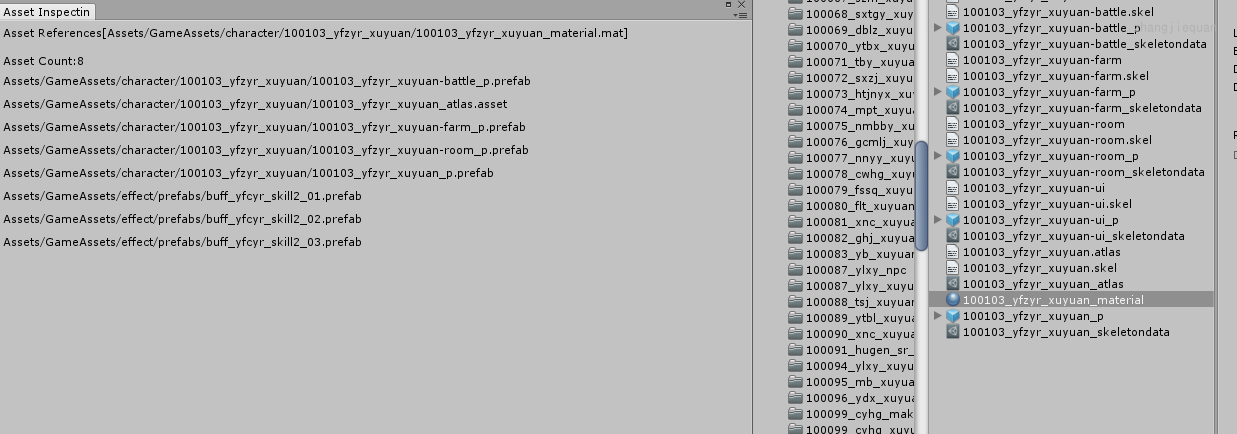 Asset Inspectin
Asset References[Assets/GameAssets/character/100103_yfzyr_xuyuan/100103_yfzyr_xuyuan_material.mat]
Asset Count:8
Assets/GameAssets/character/100103_yfzyr_xuyuan/100103_yfzyr_xuyuan-battle_p.prefab
Assets/GameAssets/character/100103_yfzyr_xuyuan/100103_yfzyr_xuyuan_atlas.asset
Assets/GameAssets/character/100103_yfzyr_xuyuan/100103_yfzyr_xuyuan-farm_p.prefab
Assets/GameAssets/character/100103_yfzyr_xuyuan/100103_yfzyr_xuyuan-room_p.prefab
Assets/GameAssets/character/100103_yfzyr_xuyuan/100103_yfzyr_xuyuan_p.prefab
Assets/GameAssets/effect/prefabs/buff_yfcyr_skill2_01.prefab
Assets/GameAssets/effect/prefabs/buff_yfcyr_skill2_02.prefab
Assets/GameAssets/effect/prefabs/buff_yfcyr_skill2_03.prefab
100068_sxtgy_xuy
100069_dblz_xuyu
100070_ytbx_xuyu
100071_tby_xuyua
100072_sxzj_xuyu
100073_htjnyx_xu
100074_mpt_xuyu
100075_nmbby_xu
100076_gcmlj_xuy
100077_nnyy_xuyu
100078_cwhg_xuy
100079_fssq_xuyu
100080_flt_xuyuan
100081_xnc_xuyua
100082_ghj_xuyua
100083_yb_xuyuan
100087_ylxy_npc
100087_ylxy_xuyu
100088_tsj_xuyuan
100089_ytbl_xuyua
100090_xnc_xuyua
100091_hugen_sr_
100094_ylxy_xuyu
100095_mb_xuyua
100096_ydx_xuyua
100099_cyhg_mak
100099_cyhg_xuyu
100103_yfzyr_xuyuan-battle.skel
100103_yfzyr_xuyuan-battle_p
100103_yfzyr_xuyuan-battle_skeletondata
100103_yfzyr_xuyuan-farm
100103_yfzyr_xuyuan-farm.skel
100103_yfzyr_xuyuan-farm_p
100103_yfzyr_xuyuan-farm_skeletondata
100103_yfzyr_xuyuan-room
100103_yfzyr_xuyuan-room.skel
100103_yfzyr_xuyuan-room_p
100103_yfzyr_xuyuan-room_skeletondata
100103_yfzyr_xuyuan-ui
100103_yfzyr_xuyuan-ui.skel
100103_yfzyr_xuyuan-ui_p
100103_yfzyr_xuyuan-ui_skeletondata
100103_yfzyr_xuyuan.atlas
100103_yfzyr_xuyuan.skel
100103_yfzyr_xuyuan_atlas
100103_yfzyr_xuyuan_material
100103_yfzyr_xuyuan_p
100103_yfzyr_xuyuan_skeletondata